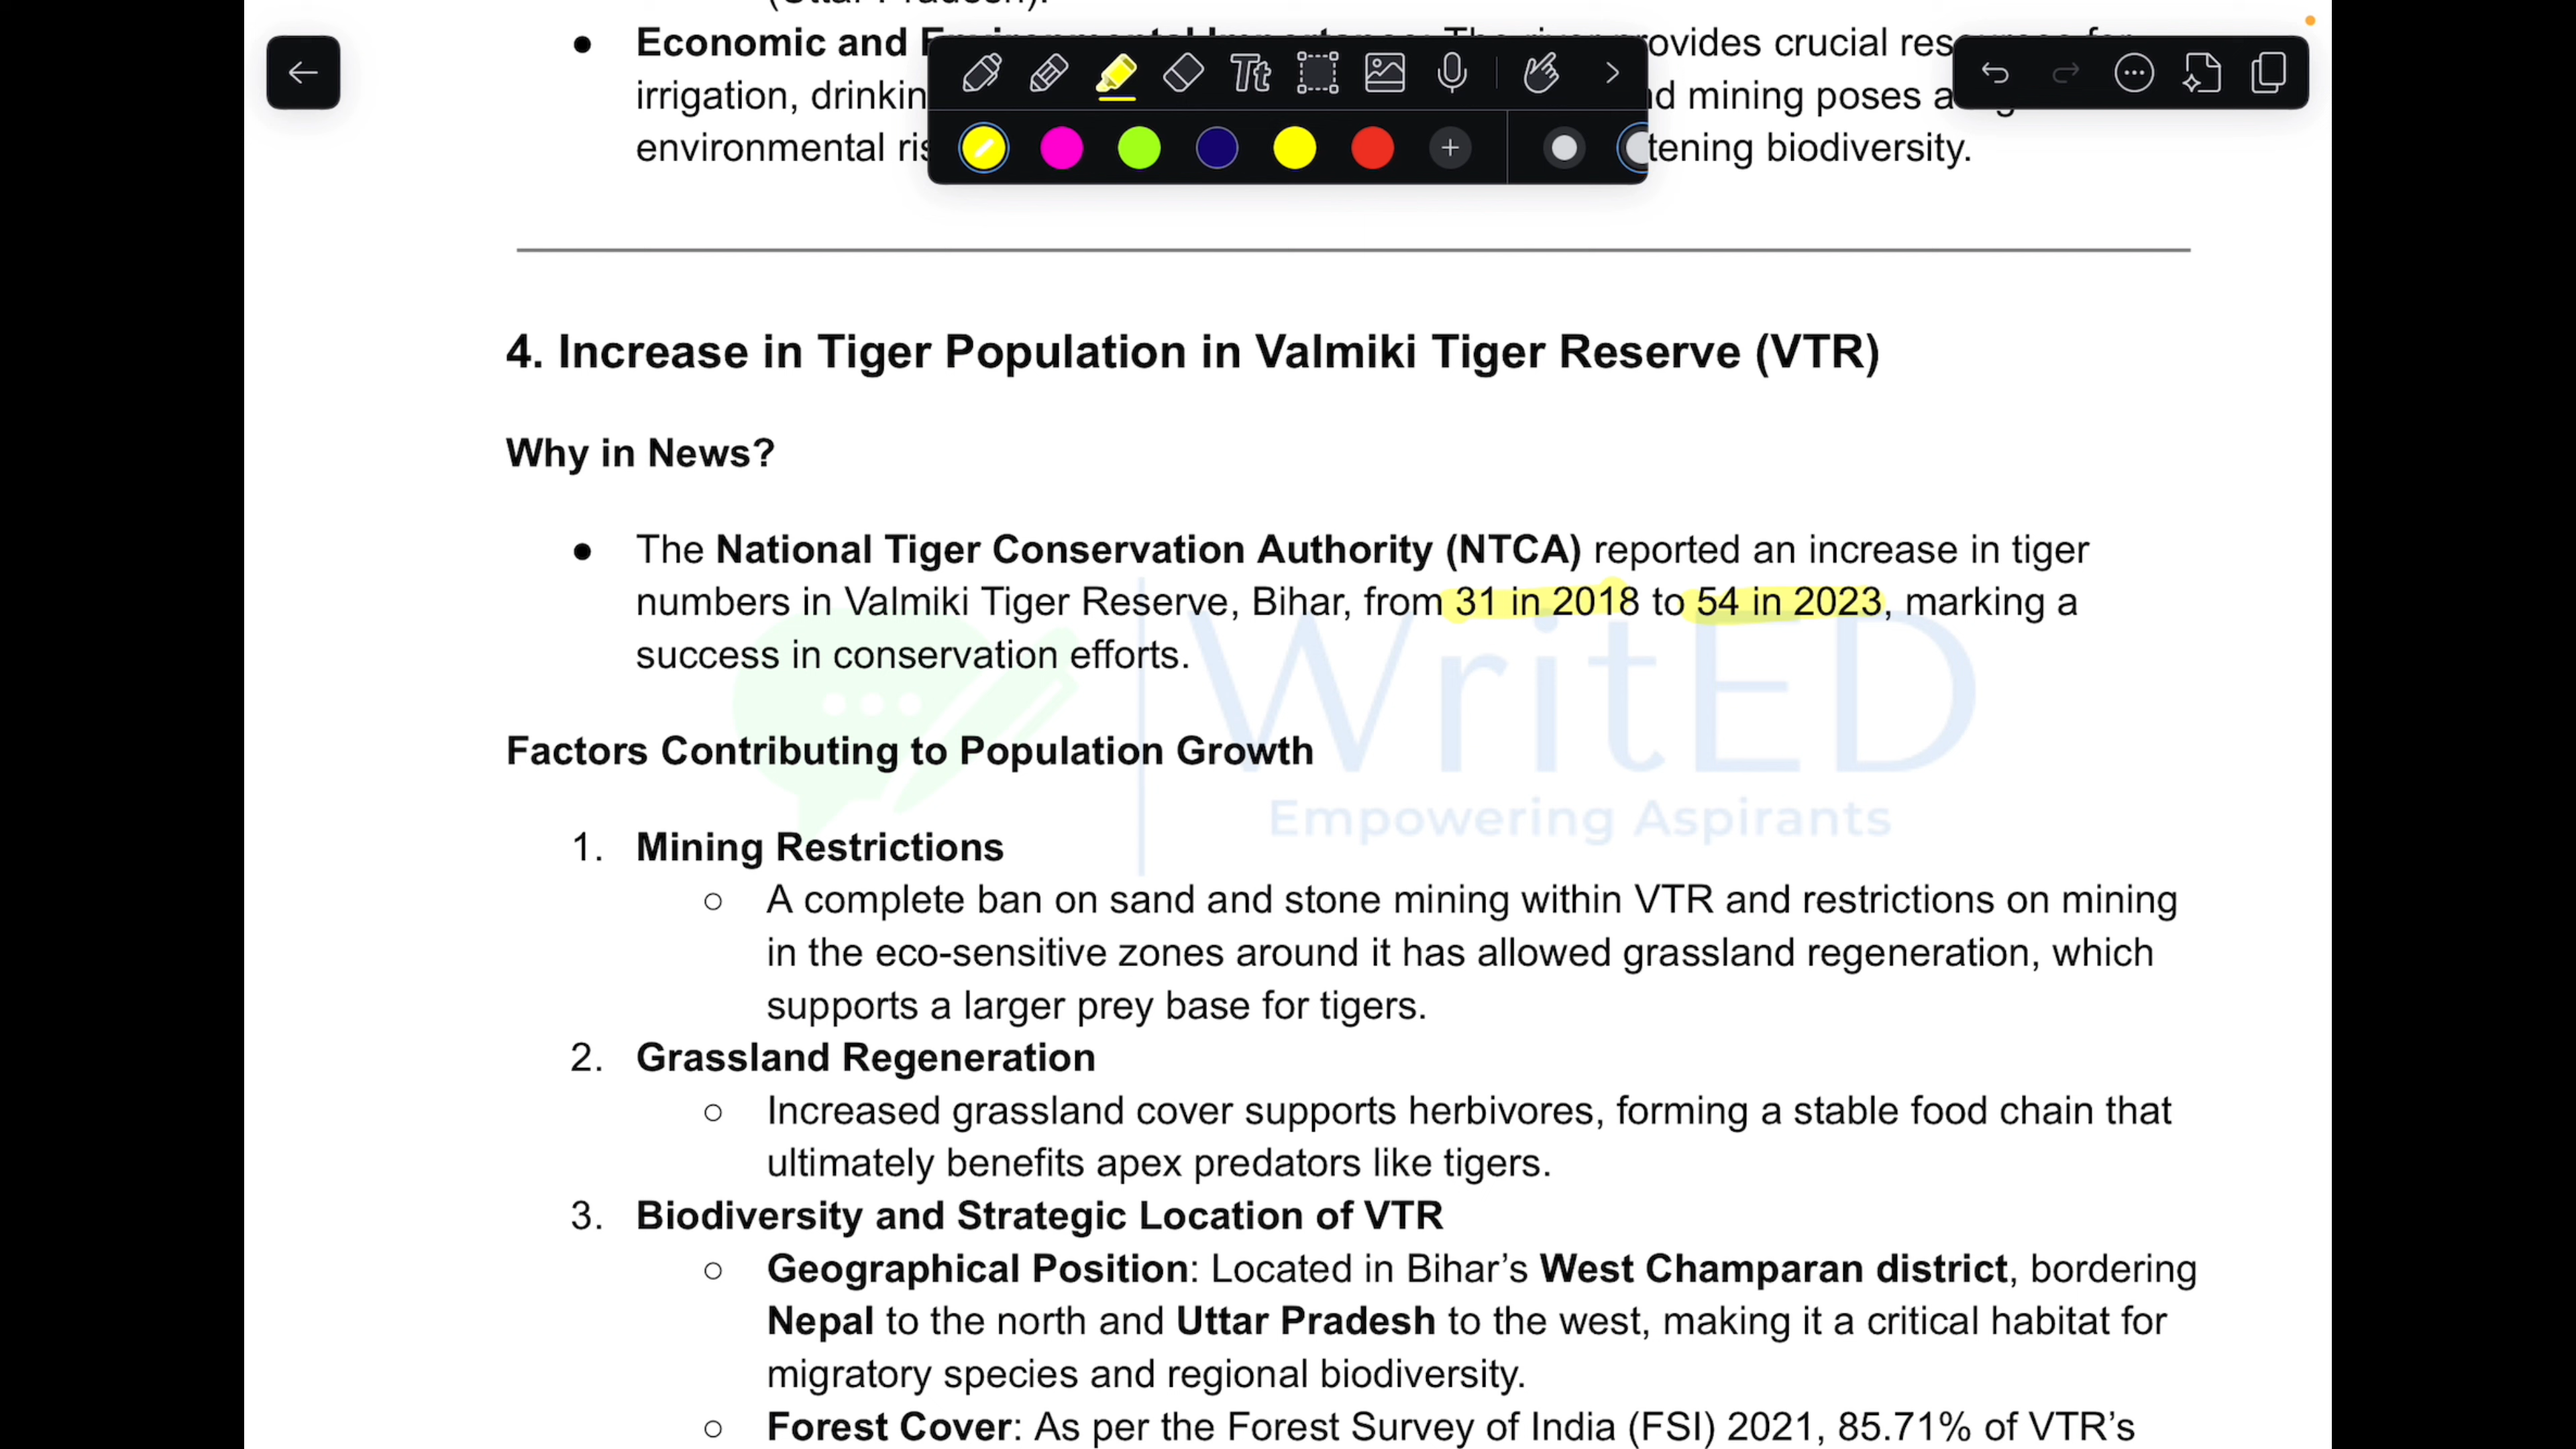 ● Economic and
irrigation, drinkin
d mining poses a
environmental
tening biodiversity.
4. Increase in Tiger Population in Valmiki Tiger Reserve (VTR)
Why in News?
● The National Tiger Conservation Authority (NTCA) reported an increase in tiger
numbers in Valmiki Tiger Reserve, Bihar, from 31 in 2018 to 54 in 2023, marking a
success in conservation efforts.
WritED
Factors Contributing to Population Growth
Empowering Aspirants
1. Mining Restrictions
○ A complete ban on sand and stone mining within VTR and restrictions on mining
in the eco-sensitive zones around it has allowed grassland regeneration, which
supports a larger prey base for tigers.
2. Grassland Regeneration
○ Increased grassland cover supports herbivores, forming a stable food chain that
ultimately benefits apex predators like tigers.
3. Biodiversity and Strategic Location of VTR
○ Geographical Position: Located in Bihar’s West Champaran district, bordering
Nepal to the north and Uttar Pradesh to the west, making it a critical habitat for
migratory species and regional biodiversity.
○ Forest Cover: As per the Forest Survey of India (FSI) 2021, 85.71% of VTR’s